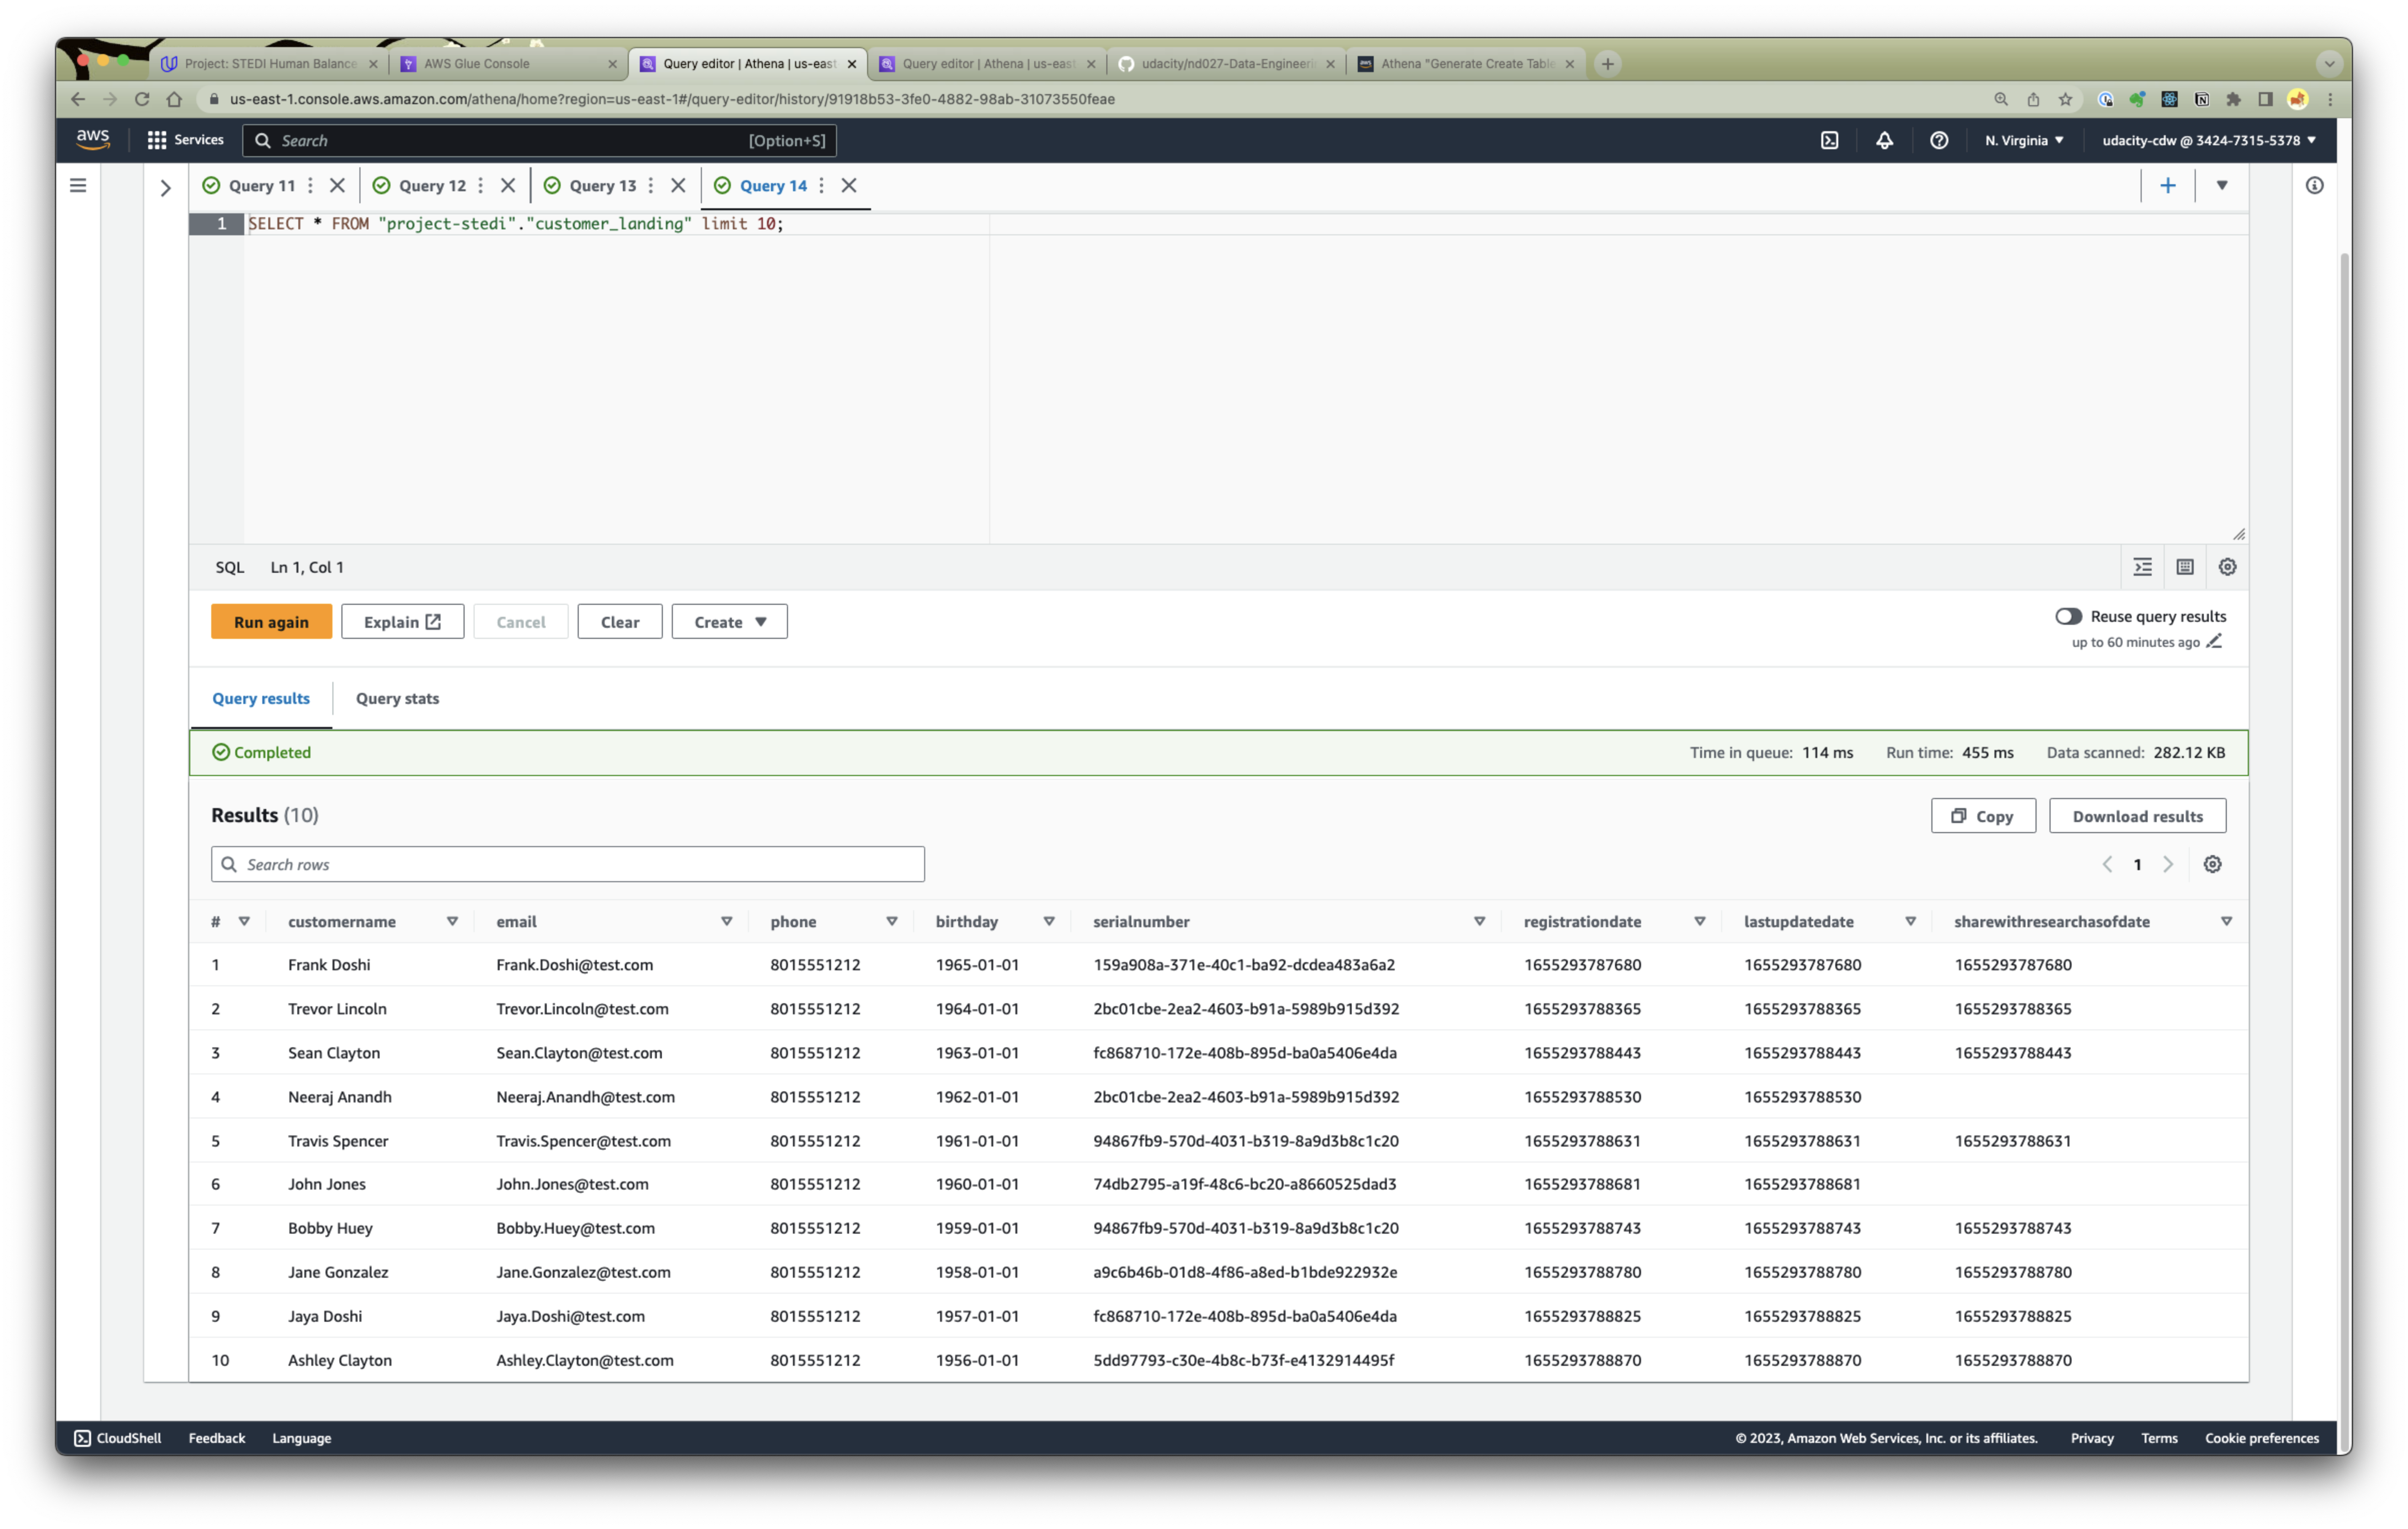 Project: STEDI Human Balance
AWS Glue Console
Query editor | Athena | us-east
Query editor | Athena | us-east
udacity/nd027-Data-Engineeri
Athena "Generate Create Table
us-east-1.console.aws.amazon.com/athena/home?region=us-east-1#/query-editor/history/91918b53-3fe0-4882-98ab-31073550feae
aws Services Search [Option+S] N. Virginia udacity-cdw @ 3424-7315-5378
Query 11 Query 12 Query 13 Query 14
1 SELECT * FROM "project-stedi"."customer_landing" limit 10;
SQL Ln 1, Col 1
Run again Explain Cancel Clear Create Reuse query results
up to 60 minutes ago
Query results Query stats
Completed Time in queue: 114 ms Run time: 455 ms Data scanned: 282.12 KB
Results (10) Copy Download results
Search rows 1
# customername email phone birthday serialnumber registrationdate lastupdatedate sharewithresearchasofdate
1 Frank Doshi Frank.Doshi@test.com 8015551212 1965-01-01 159a908a-371e-40c1-ba92-dcdea483a6a2 1655293787680 1655293787680 1655293787680
2 Trevor Lincoln Trevor.Lincoln@test.com 8015551212 1964-01-01 2bc01cbe-2ea2-4603-b91a-5989b915d392 1655293788365 1655293788365 1655293788365
3 Sean Clayton Sean.Clayton@test.com 8015551212 1963-01-01 fc868710-172e-408b-895d-ba0a5406e4da 1655293788443 1655293788443 1655293788443
4 Neeraj Anandh Neeraj.Anandh@test.com 8015551212 1962-01-01 2bc01cbe-2ea2-4603-b91a-5989b915d392 1655293788530 1655293788530
5 Travis Spencer Travis.Spencer@test.com 8015551212 1961-01-01 94867fb9-570d-4031-b319-8a9d3b8c1c20 1655293788631 1655293788631 1655293788631
6 John Jones John.Jones@test.com 8015551212 1960-01-01 74db2795-a19f-48c6-bc20-a8660525dad3 1655293788681 1655293788681
7 Bobby Huey Bobby.Huey@test.com 8015551212 1959-01-01 94867fb9-570d-4031-b319-8a9d3b8c1c20 1655293788743 1655293788743 1655293788743
8 Jane Gonzalez Jane.Gonzalez@test.com 8015551212 1958-01-01 a9c6b46b-01d8-4f86-a8ed-b1bde922932e 1655293788780 1655293788780 1655293788780
9 Jaya Doshi Jaya.Doshi@test.com 8015551212 1957-01-01 fc868710-172e-408b-895d-ba0a5406e4da 1655293788825 1655293788825 1655293788825
10 Ashley Clayton Ashley.Clayton@test.com 8015551212 1956-01-01 5dd97793-c30e-4b8c-b73f-e4132914495f 1655293788870 1655293788870 1655293788870
CloudShell Feedback Language © 2023, Amazon Web Services, Inc. or its affiliates. Privacy Terms Cookie preferences